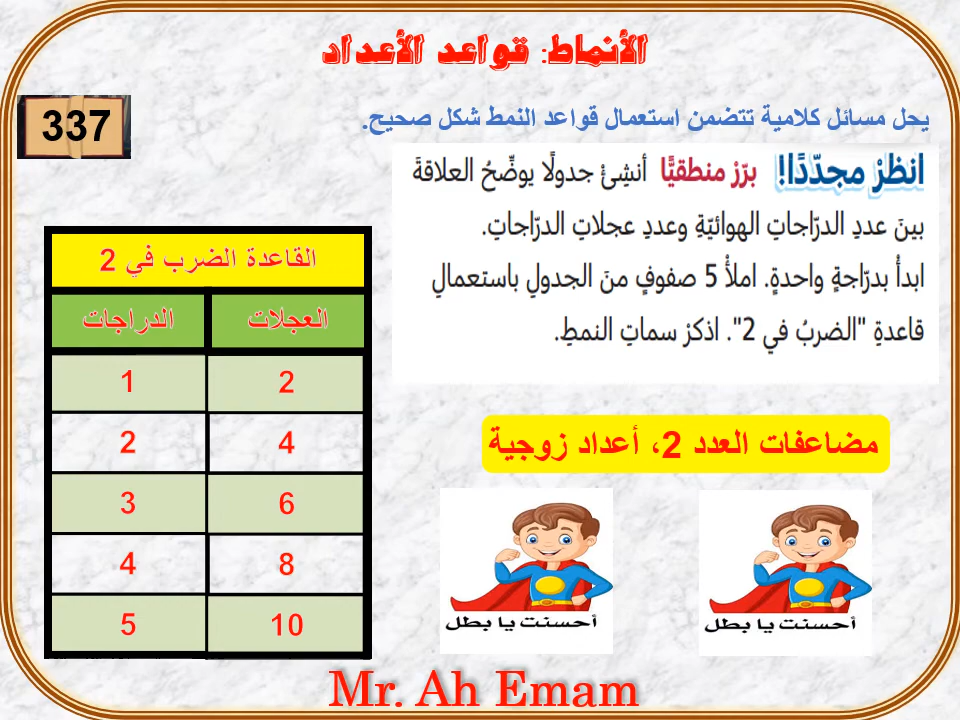 الأنماط: قواعد الأعداد
337
يحل مسائل كلامية تتضمن استعمال قواعد النمط شكل صحيح.
انظرْ مجدّدًا! برّرْ منطقيًّا أنشِئْ جدولًا يوضِّحُ العلاقةَ
بينَ عددِ الدرّاجاتِ الهوائيّةِ وعددِ عجلاتِ الدرّاجاتِ.
ابدأْ بدرّاجةٍ واحدةٍ. املأْ 5 صفوفٍ منَ الجدولِ باستعمالِ
قاعدةِ "الضربُ في 2". اذكرْ سماتِ النمطِ.
القاعدة الضرب في 2
العجلات الدراجات
2 1
4 2
6 3
8 4
10 5
مضاعفات العدد 2، أعداد زوجية
أحسنت يا بطل
أحسنت يا بطل
Mr. Ah Emam